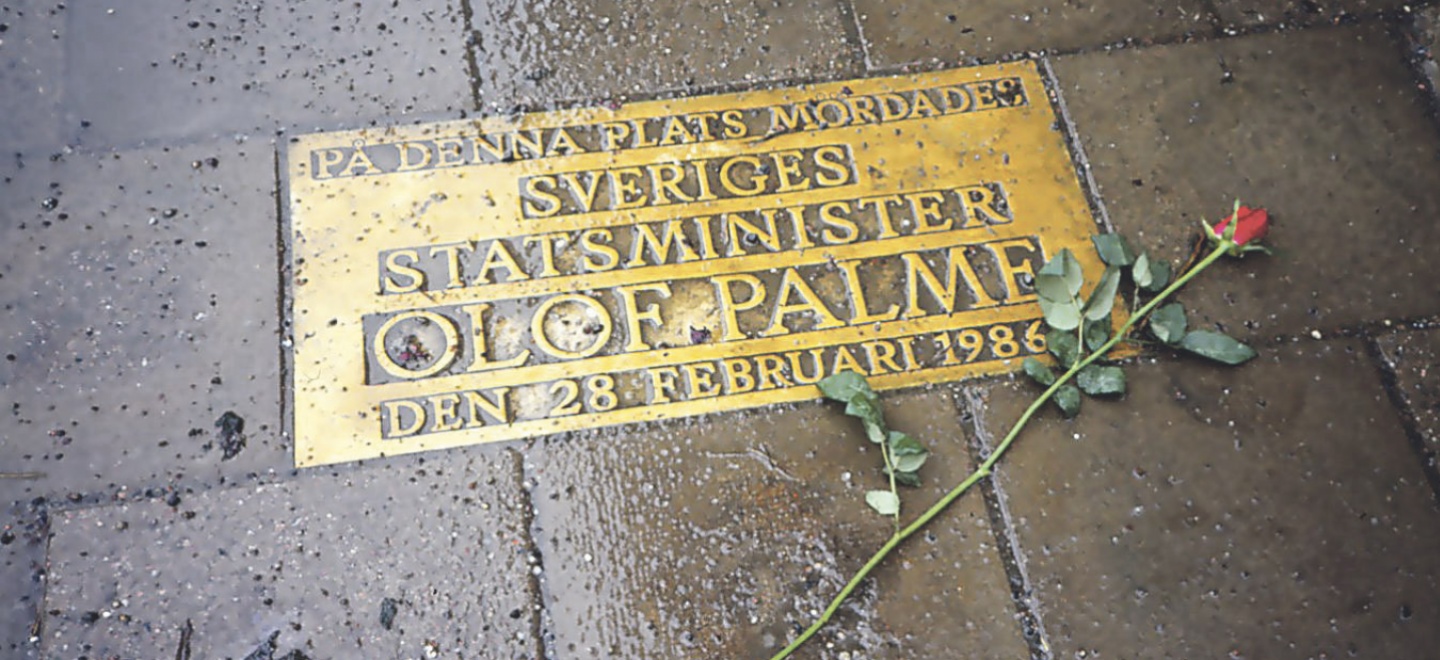 PÅ DENNA PLATS MÖRDADES
SVERIGES
STATSMINISTER
OLOF PALME
DEN 28 FEBRUARI 1986